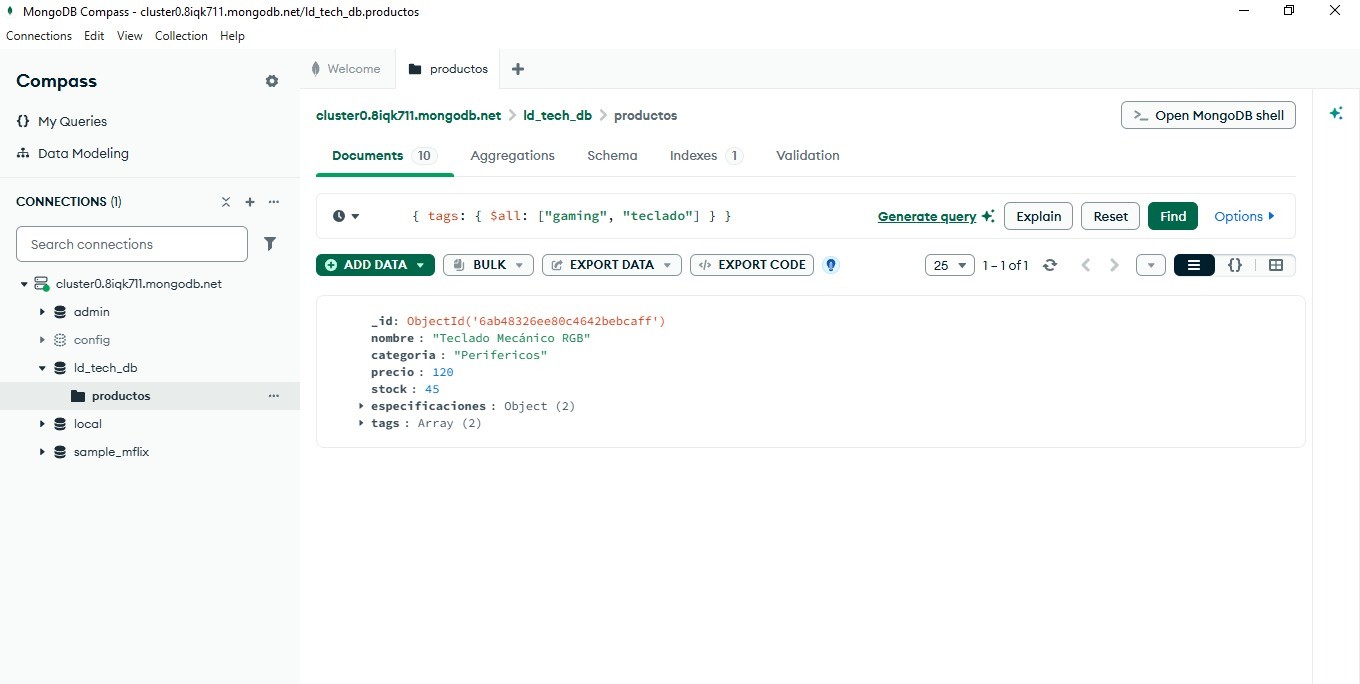 MongoDB Compass - cluster0.8iqk711.mongodb.net/ld_tech_db.productos
Connections Edit View Collection Help
Compass
My Queries
Data Modeling
CONNECTIONS (1)
Search connections
cluster0.8iqk711.mongodb.net
admin
config
ld_tech_db
productos
local
sample_mflix
Welcome
productos
cluster0.8iqk711.mongodb.net > ld_tech_db > productos
>_ Open MongoDB shell
Documents 10 Aggregations Schema Indexes 1 Validation
{ tags: { $all: ["gaming", "teclado"] } }
Generate query Explain Reset Find Options
ADD DATA BULK EXPORT DATA EXPORT CODE
25 1 – 1 of 1
_id: ObjectId('6ab48326ee80c4642bebcaff')
nombre : "Teclado Mecánico RGB"
categoria : "Perifericos"
precio : 120
stock : 45
especificaciones : Object (2)
tags : Array (2)